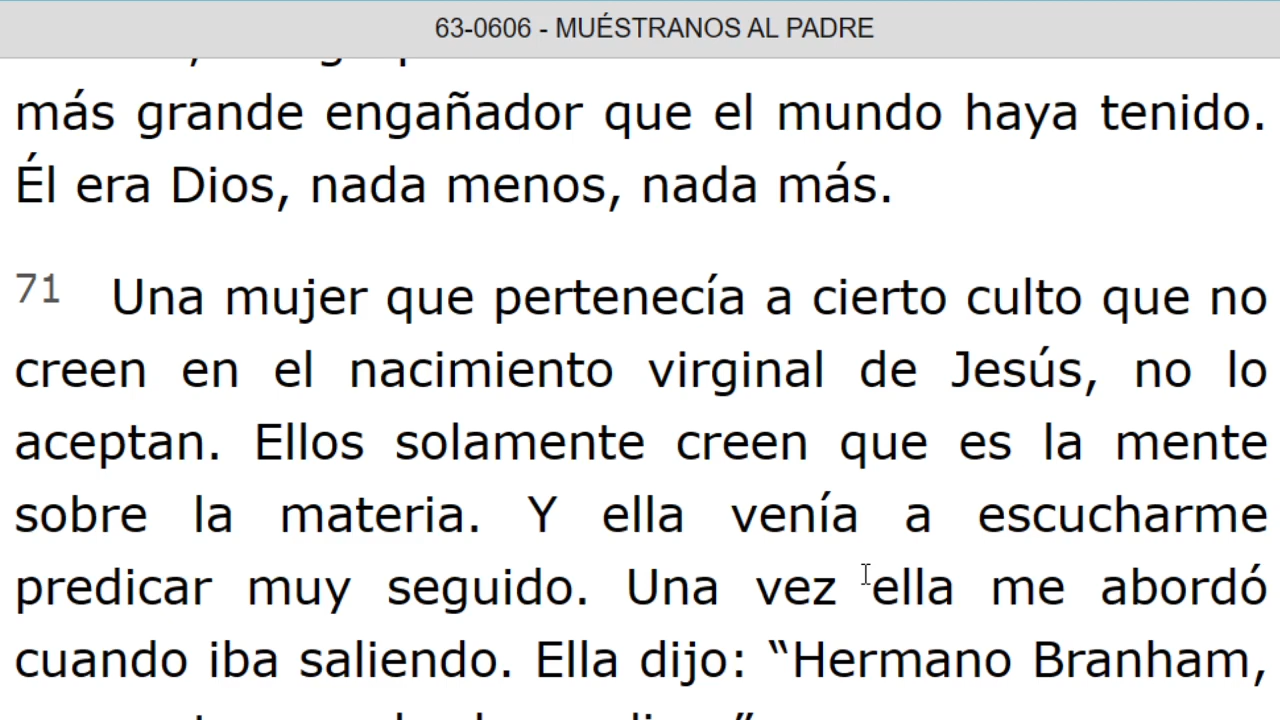 63-0606 - MUÉSTRANOS AL PADRE
más grande engañador que el mundo haya tenido.
Él era Dios, nada menos, nada más.
71 Una mujer que pertenecía a cierto culto que no
creen en el nacimiento virginal de Jesús, no lo
aceptan. Ellos solamente creen que es la mente
sobre la materia. Y ella venía a escucharme
predicar muy seguido. Una vez ella me abordó
cuando iba saliendo. Ella dijo: “Hermano Branham,